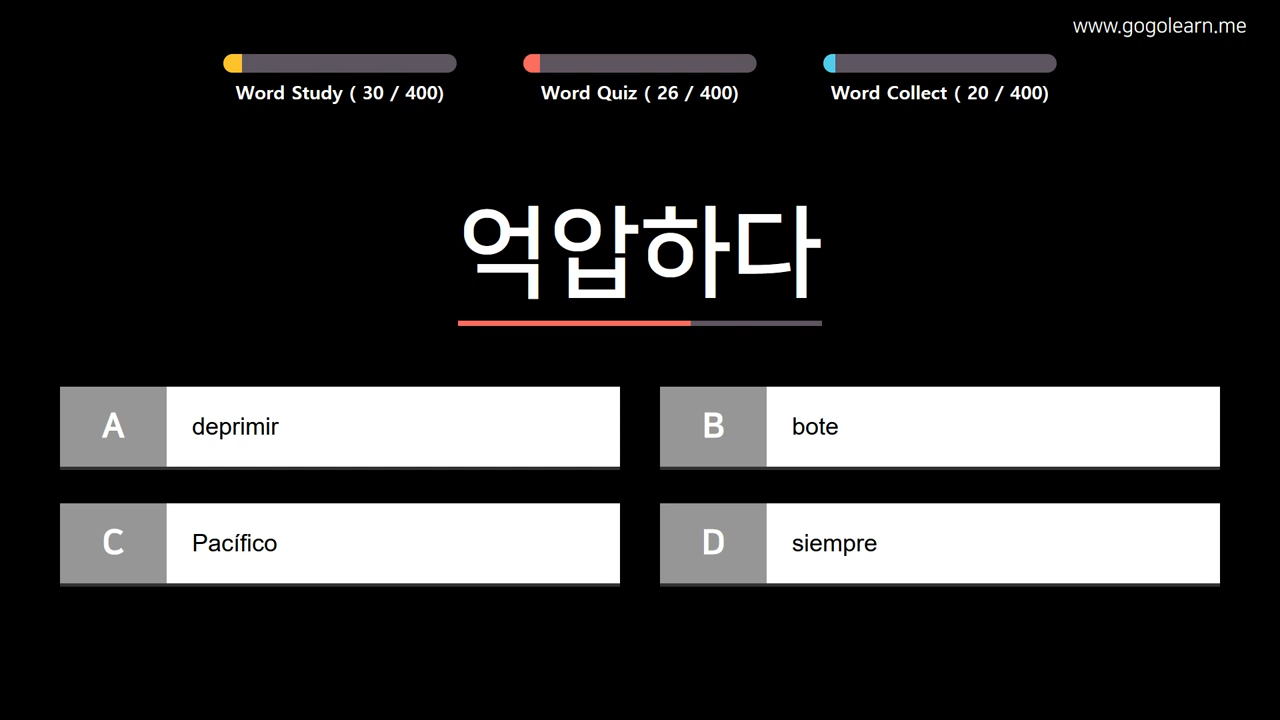 www.gogolearn.me
Word Study ( 30 / 400)
Word Quiz ( 26 / 400)
Word Collect ( 20 / 400)
억압하다
A
deprimir
B
bote
C
Pacífico
D
siempre